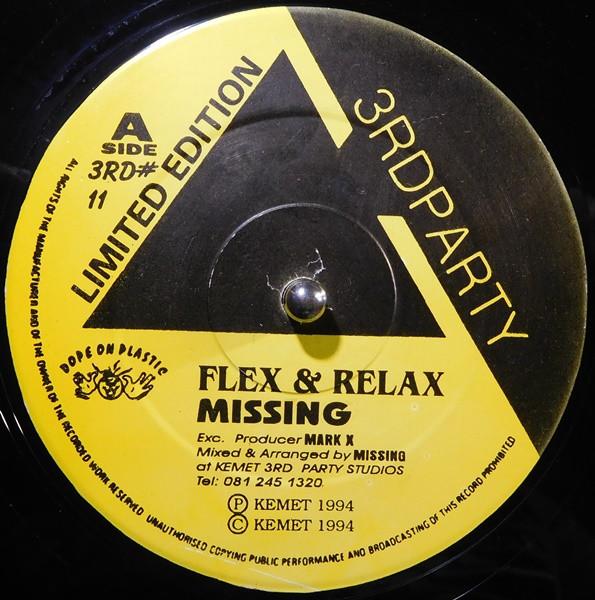 A
SIDE
3RD#
11
LIMITED EDITION
3RDPARTY
DOPE ON PLASTIC
FLEX & RELAX
MISSING
Exc. Producer MARK X
Mixed & Arranged by MISSING
at KEMET 3RD PARTY STUDIOS
Tel: 081 245 1320.
Ⓟ KEMET 1994
Ⓒ KEMET 1994
ALL RIGHTS OF THE MANUFACTURER AND OF THE OWNER OF THE RECORDED WORK RESERVED. UNAUTHORISED COPYING PUBLIC PERFORMANCE AND BROADCASTING OF THIS RECORD PROHIBITED